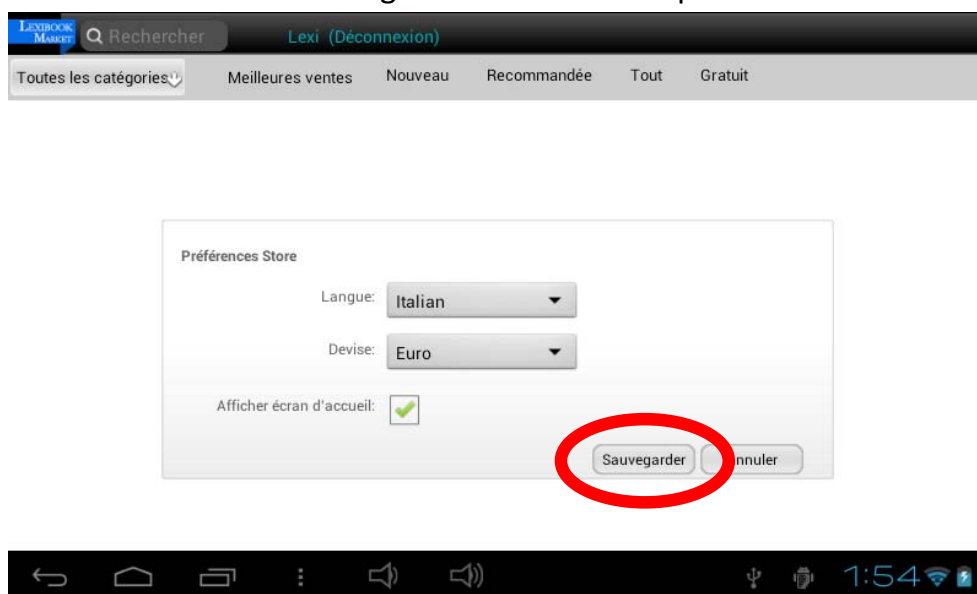 LEXIBOOK
MARKET
Rechercher
Lexi (Déconnexion)
Toutes les catégories
Meilleures ventes
Nouveau
Recommandée
Tout
Gratuit
Préférences Store
Langue:
Italian
Devise:
Euro
Afficher écran d'accueil:
Sauvegarder
nnuler
1:54